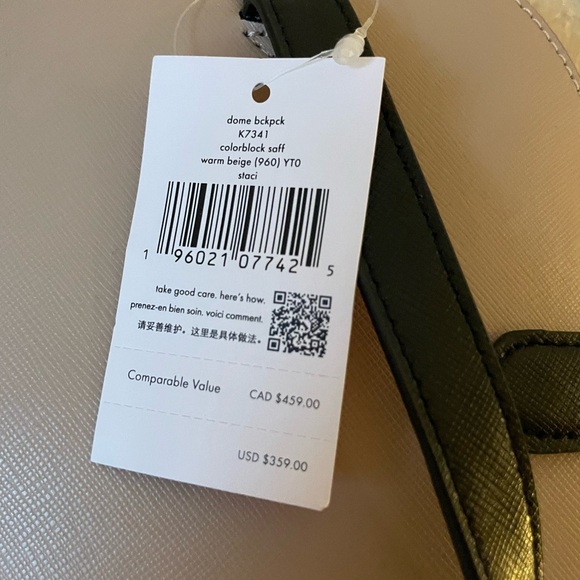 dome bckpck
K7341
colorblock saff
warm beige (960) YT0
staci
1 96021 07742 5
take good care. here's how.
prenez-en bien soin. voici comment.
请妥善维护。这里是具体做法。
Comparable Value CAD $459.00
USD $359.00